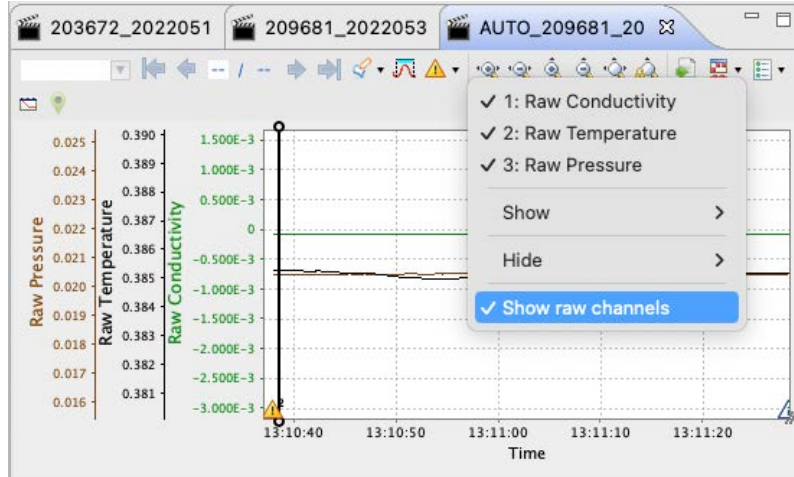 203672_2022051
209681_2022053
AUTO_209681_20
-- / --
1: Raw Conductivity
2: Raw Temperature
3: Raw Pressure
Show
Hide
Show raw channels
Raw Pressure
0.025
0.024
0.023
0.022
0.021
0.020
0.019
0.018
0.017
0.016
Raw Temperature
0.390
0.389
0.388
0.387
0.386
0.385
0.384
0.383
0.382
0.381
Raw Conductivity
1.500E-3
1.000E-3
0.500E-3
0
-0.500E-3
-1.000E-3
-1.500E-3
-2.000E-3
-2.500E-3
-3.000E-3
2
13:10:40 13:10:50 13:11:00 13:11:10 13:11:20
Time